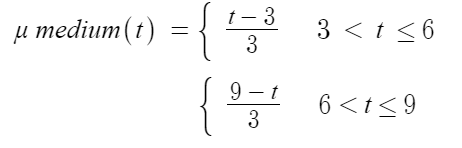 μ medium(t) = { (t − 3)/3    3 < t ≤ 6
{ (9 − t)/3    6 < t ≤ 9